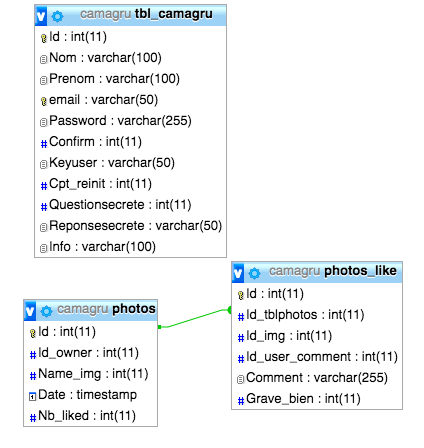 camagru tbl_camagru
Id : int(11)
Nom : varchar(100)
Prenom : varchar(100)
email : varchar(50)
Password : varchar(255)
Confirm : int(11)
Keyuser : varchar(50)
Cpt_reinit : int(11)
Questionsecrete : int(11)
Reponsesecrete : varchar(50)
Info : varchar(100)
camagru photos_like
Id : int(11)
Id_tblphotos : int(11)
Id_img : int(11)
Id_user_comment : int(11)
Comment : varchar(255)
Grave_bien : int(11)
camagru photos
Id : int(11)
Id_owner : int(11)
Name_img : int(11)
Date : timestamp
Nb_liked : int(11)